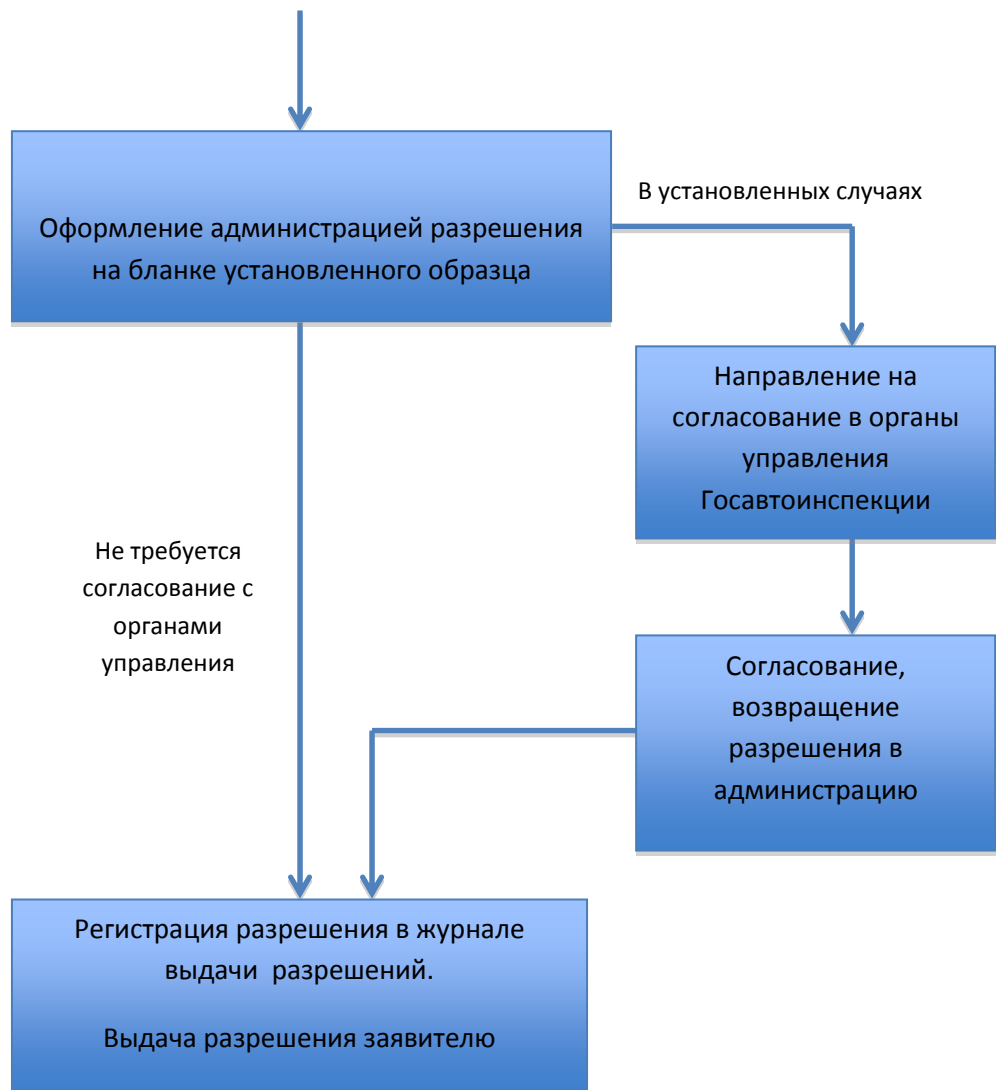 В установленных случаях
Оформление администрацией разрешения
на бланке установленного образца
Направление на
согласование в органы
управления
Госавтоинспекции
Не требуется
согласование с
органами
управления
Согласование,
возвращение
разрешения в
администрацию
Регистрация разрешения в журнале
выдачи разрешений.
Выдача разрешения заявителю